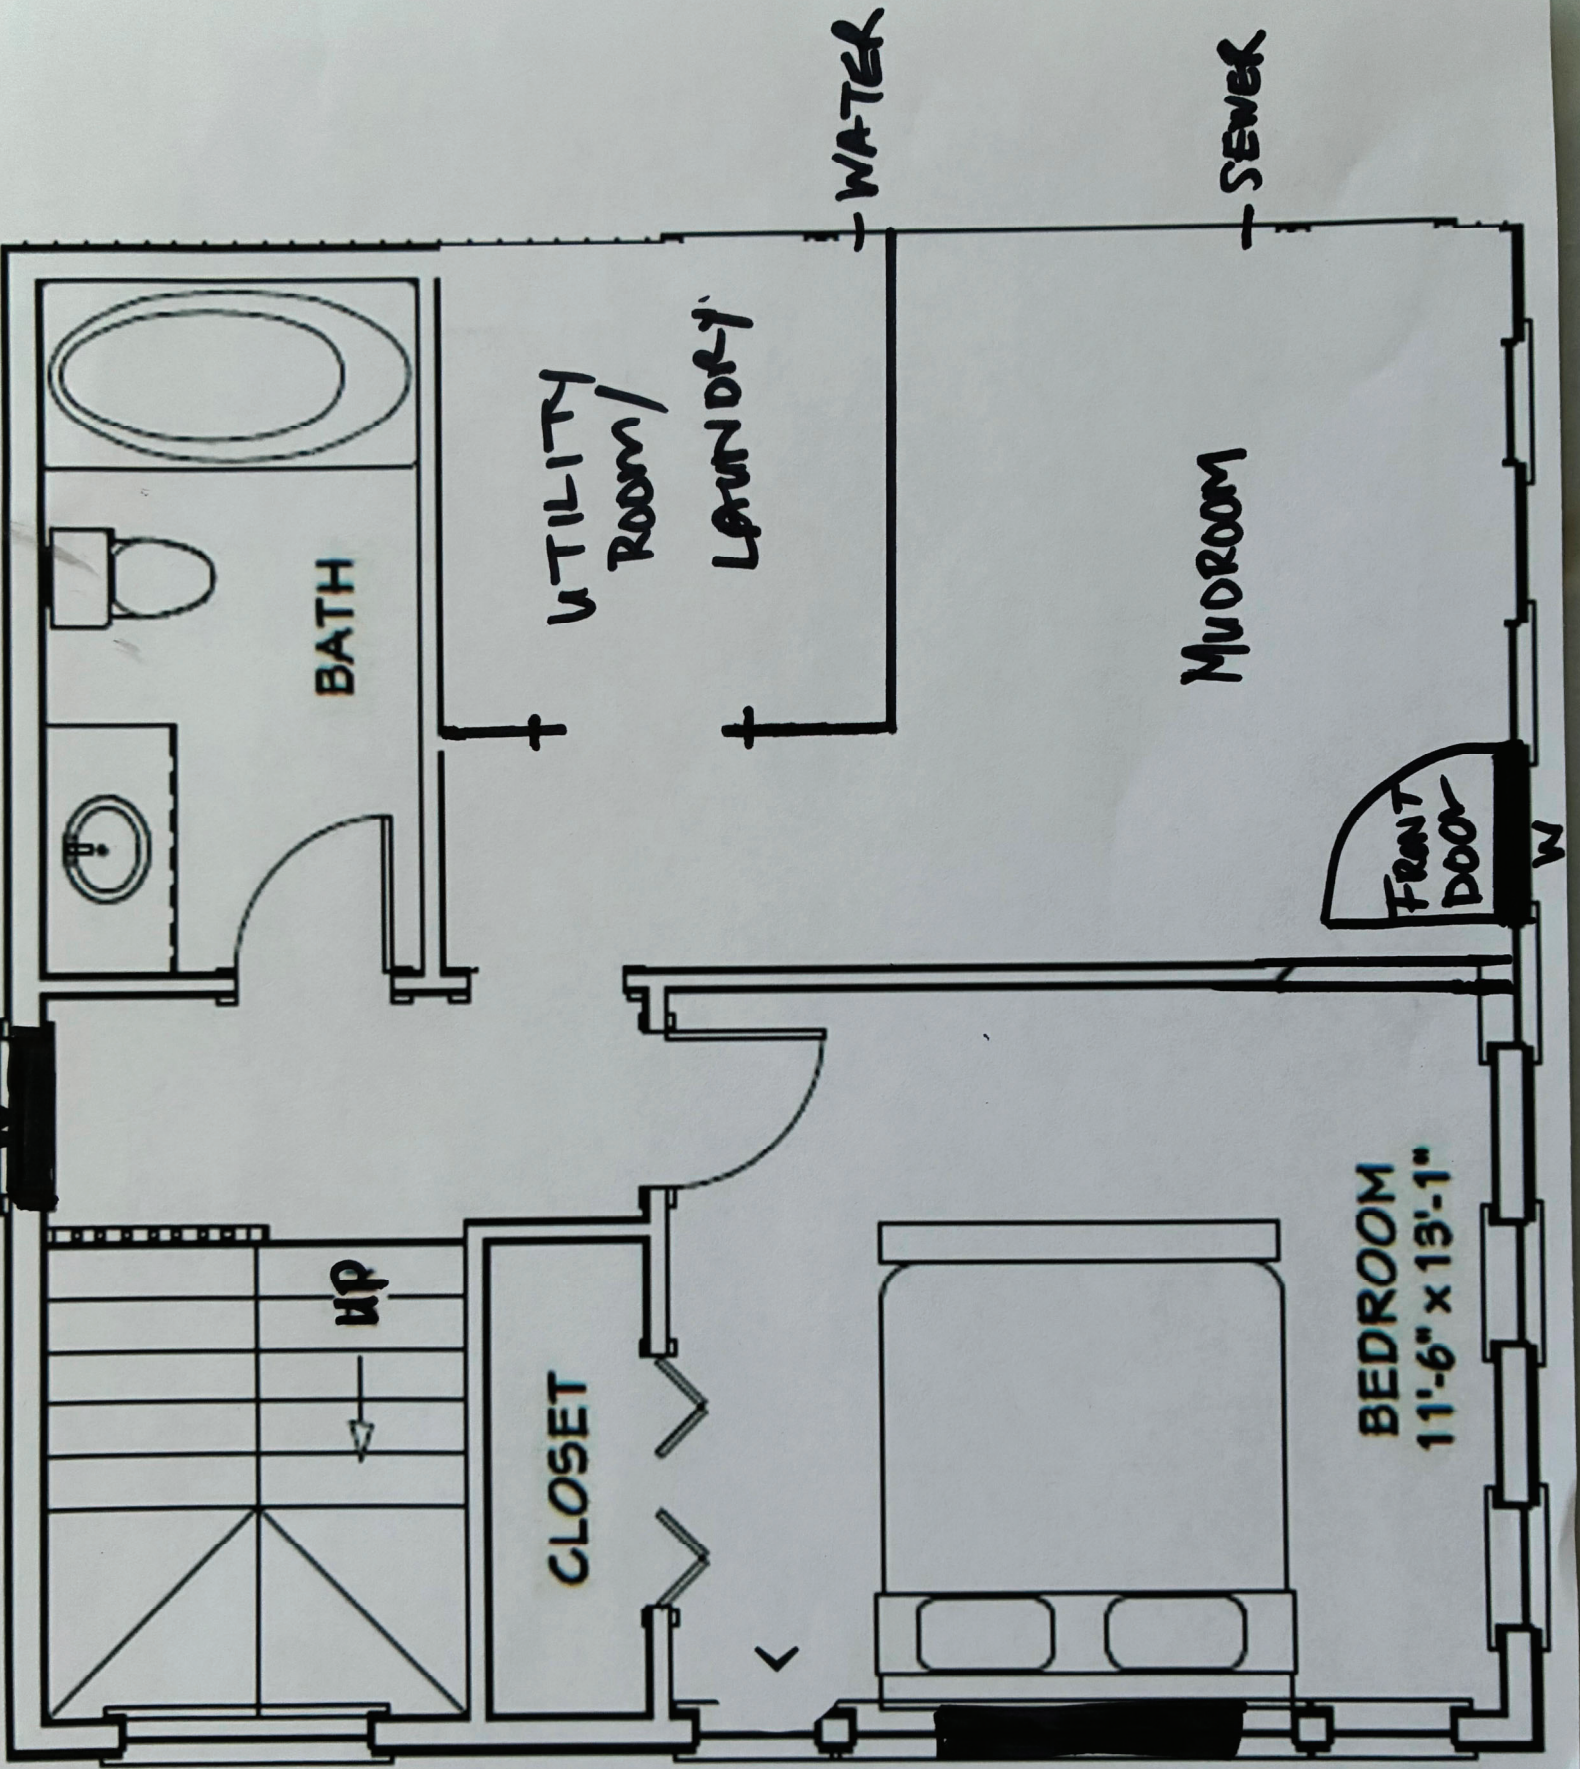 WATER
SEWER
UTILITY
ROOM/
LAUNDRY
BATH
MUDROOM
FRONT
DOOR
W
UP
CLOSET
BEDROOM
11'-6" x 13'-1"